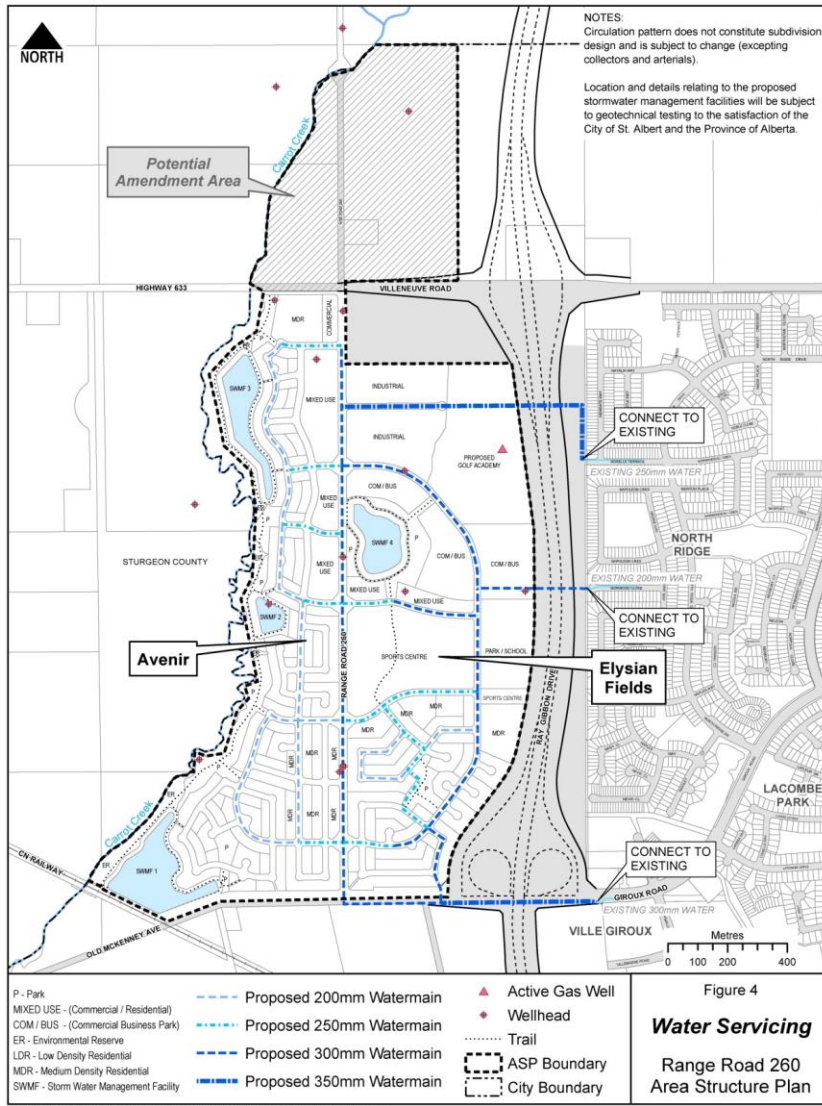 NORTH
NOTES:
Circulation pattern does not constitute subdivision
design and is subject to change (excepting
collectors and arterials).
Location and details relating to the proposed
stormwater management facilities will be subject
to geotechnical testing to the satisfaction of the
City of St. Albert and the Province of Alberta.
Carrot Creek
Potential
Amendment Area
HIGHWAY 633
VILLENEUVE ROAD
MDR
COMMERCIAL
P
SWMF 3
MIXED USE
INDUSTRIAL
INDUSTRIAL
PROPOSED
GOLF ACADEMY
CONNECT TO
EXISTING
EXISTING 250mm WATER
COM / BUS
MIXED
USE
P
SWMF 4
P
COM / BUS
COM / BUS
NORTH
RIDGE
STURGEON COUNTY
MIXED
USE
MIXED USE
MIXED USE
EXISTING 200mm WATER
CONNECT TO
EXISTING
SWMF 2
Avenir
RANGE ROAD 260
SPORTS CENTRE
PARK / SCHOOL
Elysian
Fields
SPORTS CENTRE
RAY GIBBON DRIVE
MDR
MDR
MDR
MDR
MDR
MDR
MDR
MDR
MDR
MDR
P
P
P
LACOMBE
PARK
Carrot Creek
ER
ER
SWMF 1
P
CN RAILWAY
OLD MCKENNEY AVE
CONNECT TO
EXISTING
GIROUX ROAD
EXISTING 300mm WATER
VILLE GIROUX
Metres
0 100 200 400
P - Park
MIXED USE - (Commercial / Residential)
COM / BUS - (Commercial Business Park)
ER - Environmental Reserve
LDR - Low Density Residential
MDR - Medium Density Residential
SWMF - Storm Water Management Facility
Proposed 200mm Watermain
Proposed 250mm Watermain
Proposed 300mm Watermain
Proposed 350mm Watermain
Active Gas Well
Wellhead
Trail
ASP Boundary
City Boundary
Figure 4
Water Servicing
Range Road 260
Area Structure Plan